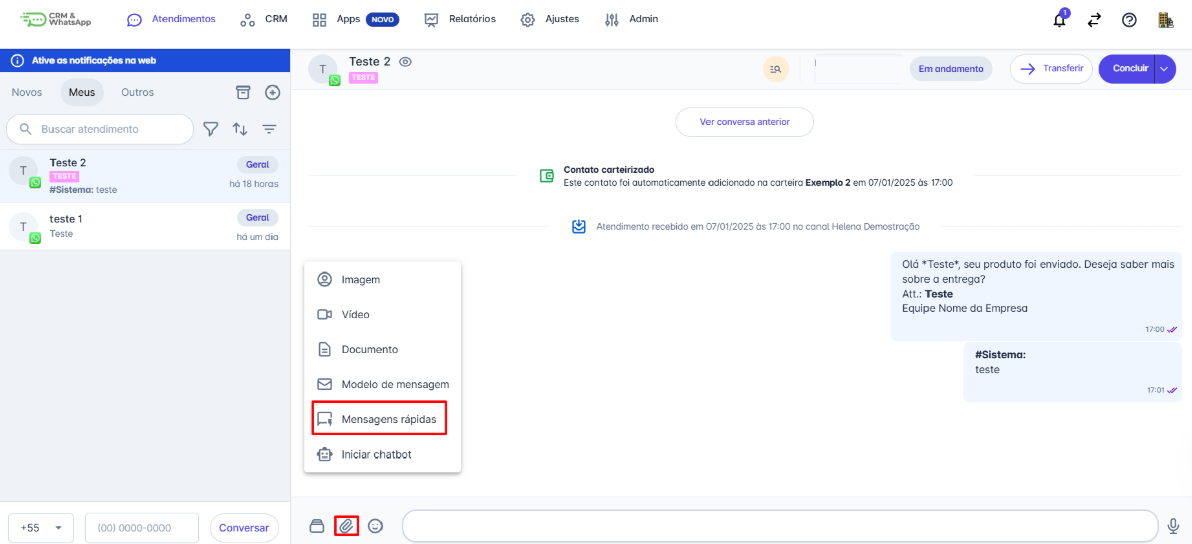 CRM &
WhatsApp
Atendimentos
CRM
Apps
NOVO
Relatórios
Ajustes
Admin
1
Ative as notificações na web
Novos
Meus
Outros
Buscar atendimento
T
Teste 2
TESTE
#Sistema: teste
Geral
há 18 horas
T
teste 1
Teste
Geral
há um dia
+55
(00) 0000-0000
Conversar
T
Teste 2
TESTE
Em andamento
Transferir
Concluir
Ver conversa anterior
Contato carteirizado
Este contato foi automaticamente adicionado na carteira Exemplo 2 em 07/01/2025 às 17:00
Atendimento recebido em 07/01/2025 às 17:00 no canal Helena Demostração
Olá *Teste*, seu produto foi enviado. Deseja saber mais
sobre a entrega?
Att.: Teste
Equipe Nome da Empresa
17:00
#Sistema:
teste
17:01
Imagem
Vídeo
Documento
Modelo de mensagem
Mensagens rápidas
Iniciar chatbot